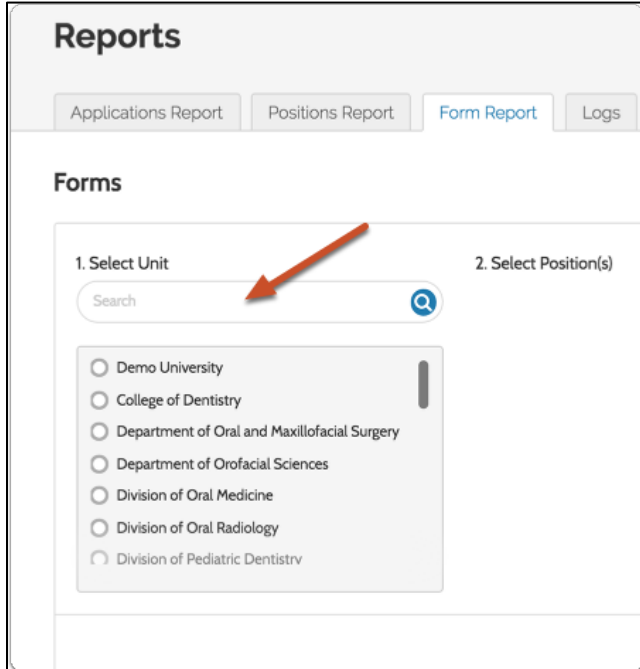 Reports
Applications Report Positions Report Form Report Logs
Forms
1. Select Unit 2. Select Position(s)
Search
Demo University
College of Dentistry
Department of Oral and Maxillofacial Surgery
Department of Orofacial Sciences
Division of Oral Medicine
Division of Oral Radiology
Division of Pediatric Dentistry